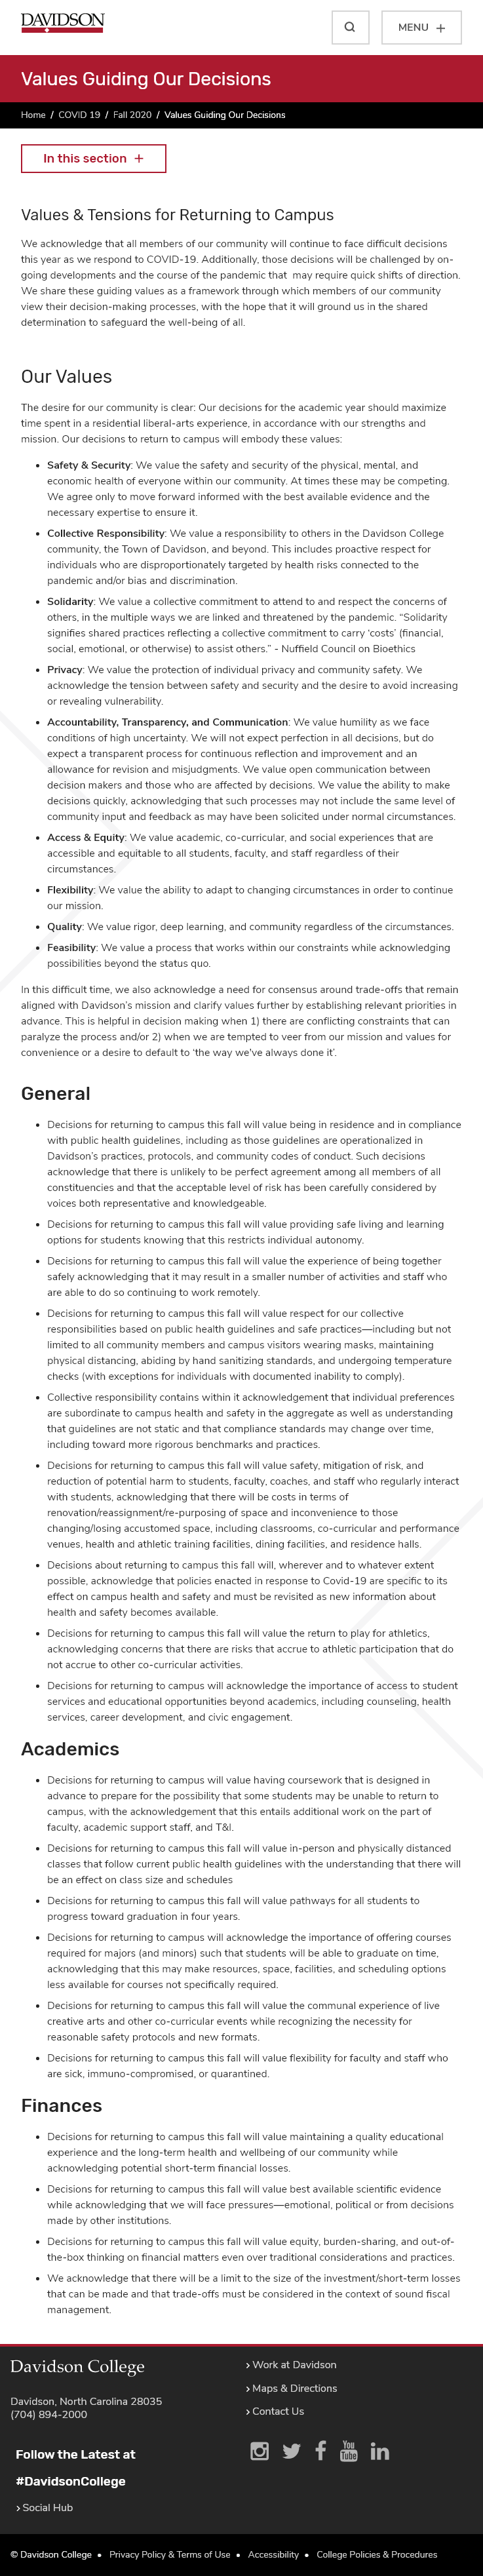 DAVIDSON
MENU +
Values Guiding Our Decisions
Home / COVID 19 / Fall 2020 / Values Guiding Our Decisions
In this section +
Values & Tensions for Returning to Campus
We acknowledge that all members of our community will continue to face difficult decisions
this year as we respond to COVID-19. Additionally, those decisions will be challenged by on-
going developments and the course of the pandemic that may require quick shifts of direction.
We share these guiding values as a framework through which members of our community
view their decision-making processes, with the hope that it will ground us in the shared
determination to safeguard the well-being of all.
Our Values
The desire for our community is clear: Our decisions for the academic year should maximize
time spent in a residential liberal-arts experience, in accordance with our strengths and
mission. Our decisions to return to campus will embody these values:
• Safety & Security: We value the safety and security of the physical, mental, and
economic health of everyone within our community. At times these may be competing.
We agree only to move forward informed with the best available evidence and the
necessary expertise to ensure it.
• Collective Responsibility: We value a responsibility to others in the Davidson College
community, the Town of Davidson, and beyond. This includes proactive respect for
individuals who are disproportionately targeted by health risks connected to the
pandemic and/or bias and discrimination.
• Solidarity: We value a collective commitment to attend to and respect the concerns of
others, in the multiple ways we are linked and threatened by the pandemic. “Solidarity
signifies shared practices reflecting a collective commitment to carry ‘costs’ (financial,
social, emotional, or otherwise) to assist others.” - Nuffield Council on Bioethics
• Privacy: We value the protection of individual privacy and community safety. We
acknowledge the tension between safety and security and the desire to avoid increasing
or revealing vulnerability.
• Accountability, Transparency, and Communication: We value humility as we face
conditions of high uncertainty. We will not expect perfection in all decisions, but do
expect a transparent process for continuous reflection and improvement and an
allowance for revision and misjudgments. We value open communication between
decision makers and those who are affected by decisions. We value the ability to make
decisions quickly, acknowledging that such processes may not include the same level of
community input and feedback as may have been solicited under normal circumstances.
• Access & Equity: We value academic, co-curricular, and social experiences that are
accessible and equitable to all students, faculty, and staff regardless of their
circumstances.
• Flexibility: We value the ability to adapt to changing circumstances in order to continue
our mission.
• Quality: We value rigor, deep learning, and community regardless of the circumstances.
• Feasibility: We value a process that works within our constraints while acknowledging
possibilities beyond the status quo.
In this difficult time, we also acknowledge a need for consensus around trade-offs that remain
aligned with Davidson’s mission and clarify values further by establishing relevant priorities in
advance. This is helpful in decision making when 1) there are conflicting constraints that can
paralyze the process and/or 2) when we are tempted to veer from our mission and values for
convenience or a desire to default to ‘the way we've always done it’.
General
• Decisions for returning to campus this fall will value being in residence and in compliance
with public health guidelines, including as those guidelines are operationalized in
Davidson’s practices, protocols, and community codes of conduct. Such decisions
acknowledge that there is unlikely to be perfect agreement among all members of all
constituencies and that the acceptable level of risk has been carefully considered by
voices both representative and knowledgeable.
• Decisions for returning to campus this fall will value providing safe living and learning
options for students knowing that this restricts individual autonomy.
• Decisions for returning to campus this fall will value the experience of being together
safely acknowledging that it may result in a smaller number of activities and staff who
are able to do so continuing to work remotely.
• Decisions for returning to campus this fall will value respect for our collective
responsibilities based on public health guidelines and safe practices—including but not
limited to all community members and campus visitors wearing masks, maintaining
physical distancing, abiding by hand sanitizing standards, and undergoing temperature
checks (with exceptions for individuals with documented inability to comply).
• Collective responsibility contains within it acknowledgement that individual preferences
are subordinate to campus health and safety in the aggregate as well as understanding
that guidelines are not static and that compliance standards may change over time,
including toward more rigorous benchmarks and practices.
• Decisions for returning to campus this fall will value safety, mitigation of risk, and
reduction of potential harm to students, faculty, coaches, and staff who regularly interact
with students, acknowledging that there will be costs in terms of
renovation/reassignment/re-purposing of space and inconvenience to those
changing/losing accustomed space, including classrooms, co-curricular and performance
venues, health and athletic training facilities, dining facilities, and residence halls.
• Decisions about returning to campus this fall will, wherever and to whatever extent
possible, acknowledge that policies enacted in response to Covid-19 are specific to its
effect on campus health and safety and must be revisited as new information about
health and safety becomes available.
• Decisions for returning to campus this fall will value the return to play for athletics,
acknowledging concerns that there are risks that accrue to athletic participation that do
not accrue to other co-curricular activities.
• Decisions for returning to campus will acknowledge the importance of access to student
services and educational opportunities beyond academics, including counseling, health
services, career development, and civic engagement.
Academics
• Decisions for returning to campus will value having coursework that is designed in
advance to prepare for the possibility that some students may be unable to return to
campus, with the acknowledgement that this entails additional work on the part of
faculty, academic support staff, and T&I.
• Decisions for returning to campus this fall will value in-person and physically distanced
classes that follow current public health guidelines with the understanding that there will
be an effect on class size and schedules
• Decisions for returning to campus this fall will value pathways for all students to
progress toward graduation in four years.
• Decisions for returning to campus will acknowledge the importance of offering courses
required for majors (and minors) such that students will be able to graduate on time,
acknowledging that this may make resources, space, facilities, and scheduling options
less available for courses not specifically required.
• Decisions for returning to campus this fall will value the communal experience of live
creative arts and other co-curricular events while recognizing the necessity for
reasonable safety protocols and new formats.
• Decisions for returning to campus this fall will value flexibility for faculty and staff who
are sick, immuno-compromised, or quarantined.
Finances
• Decisions for returning to campus this fall will value maintaining a quality educational
experience and the long-term health and wellbeing of our community while
acknowledging potential short-term financial losses.
• Decisions for returning to campus this fall will value best available scientific evidence
while acknowledging that we will face pressures—emotional, political or from decisions
made by other institutions.
• Decisions for returning to campus this fall will value equity, burden-sharing, and out-of-
the-box thinking on financial matters even over traditional considerations and practices.
• We acknowledge that there will be a limit to the size of the investment/short-term losses
that can be made and that trade-offs must be considered in the context of sound fiscal
management.
Davidson College
Davidson, North Carolina 28035
(704) 894-2000
Follow the Latest at
#DavidsonCollege
› Social Hub
› Work at Davidson
› Maps & Directions
› Contact Us
You Tube
© Davidson College • Privacy Policy & Terms of Use • Accessibility • College Policies & Procedures